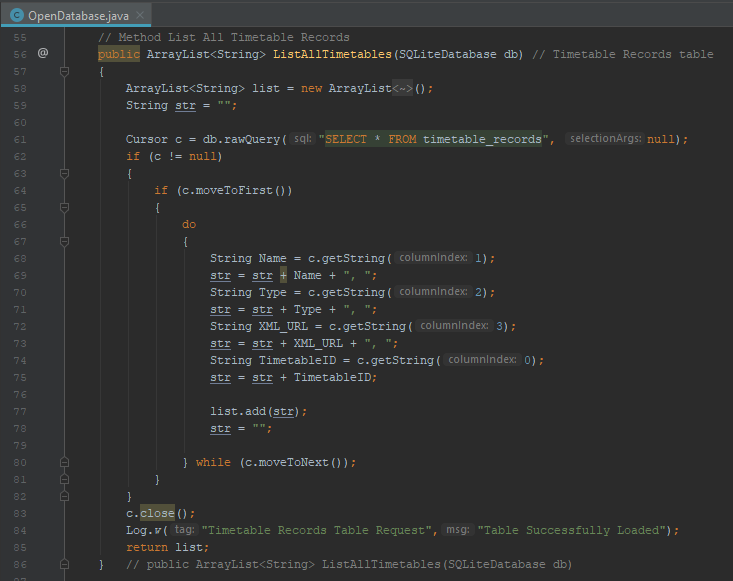 OpenDatabase.java
55 // Method List All Timetable Records
56 @ public ArrayList<String> ListAllTimetables(SQLiteDatabase db) // Timetable Records table
57 {
58 ArrayList<String> list = new ArrayList<~>();
59 String str = "";
60
61 Cursor c = db.rawQuery( sql: "SELECT * FROM timetable_records", selectionArgs: null);
62 if (c != null)
63 {
64 if (c.moveToFirst())
65 {
66 do
67 {
68 String Name = c.getString( columnIndex: 1);
69 str = str + Name + ", ";
70 String Type = c.getString( columnIndex: 2);
71 str = str + Type + ", ";
72 String XML_URL = c.getString( columnIndex: 3);
73 str = str + XML_URL + ", ";
74 String TimetableID = c.getString( columnIndex: 0);
75 str = str + TimetableID;
76
77 list.add(str);
78 str = "";
79
80 } while (c.moveToNext());
81 }
82 }
83 c.close();
84 Log.v( tag: "Timetable Records Table Request", msg: "Table Successfully Loaded");
85 return list;
86 } // public ArrayList<String> ListAllTimetables(SQLiteDatabase db)